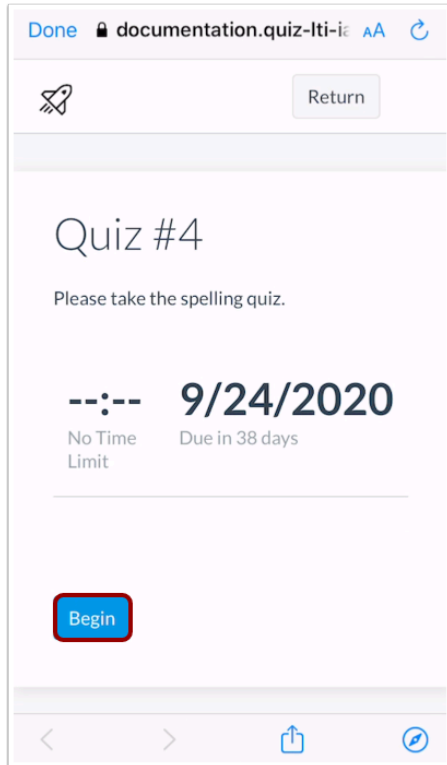 Done documentation.quiz-lti-ia AA
Return
Quiz #4
Please take the spelling quiz.
--:-- 9/24/2020
No Time Due in 38 days
Limit
Begin